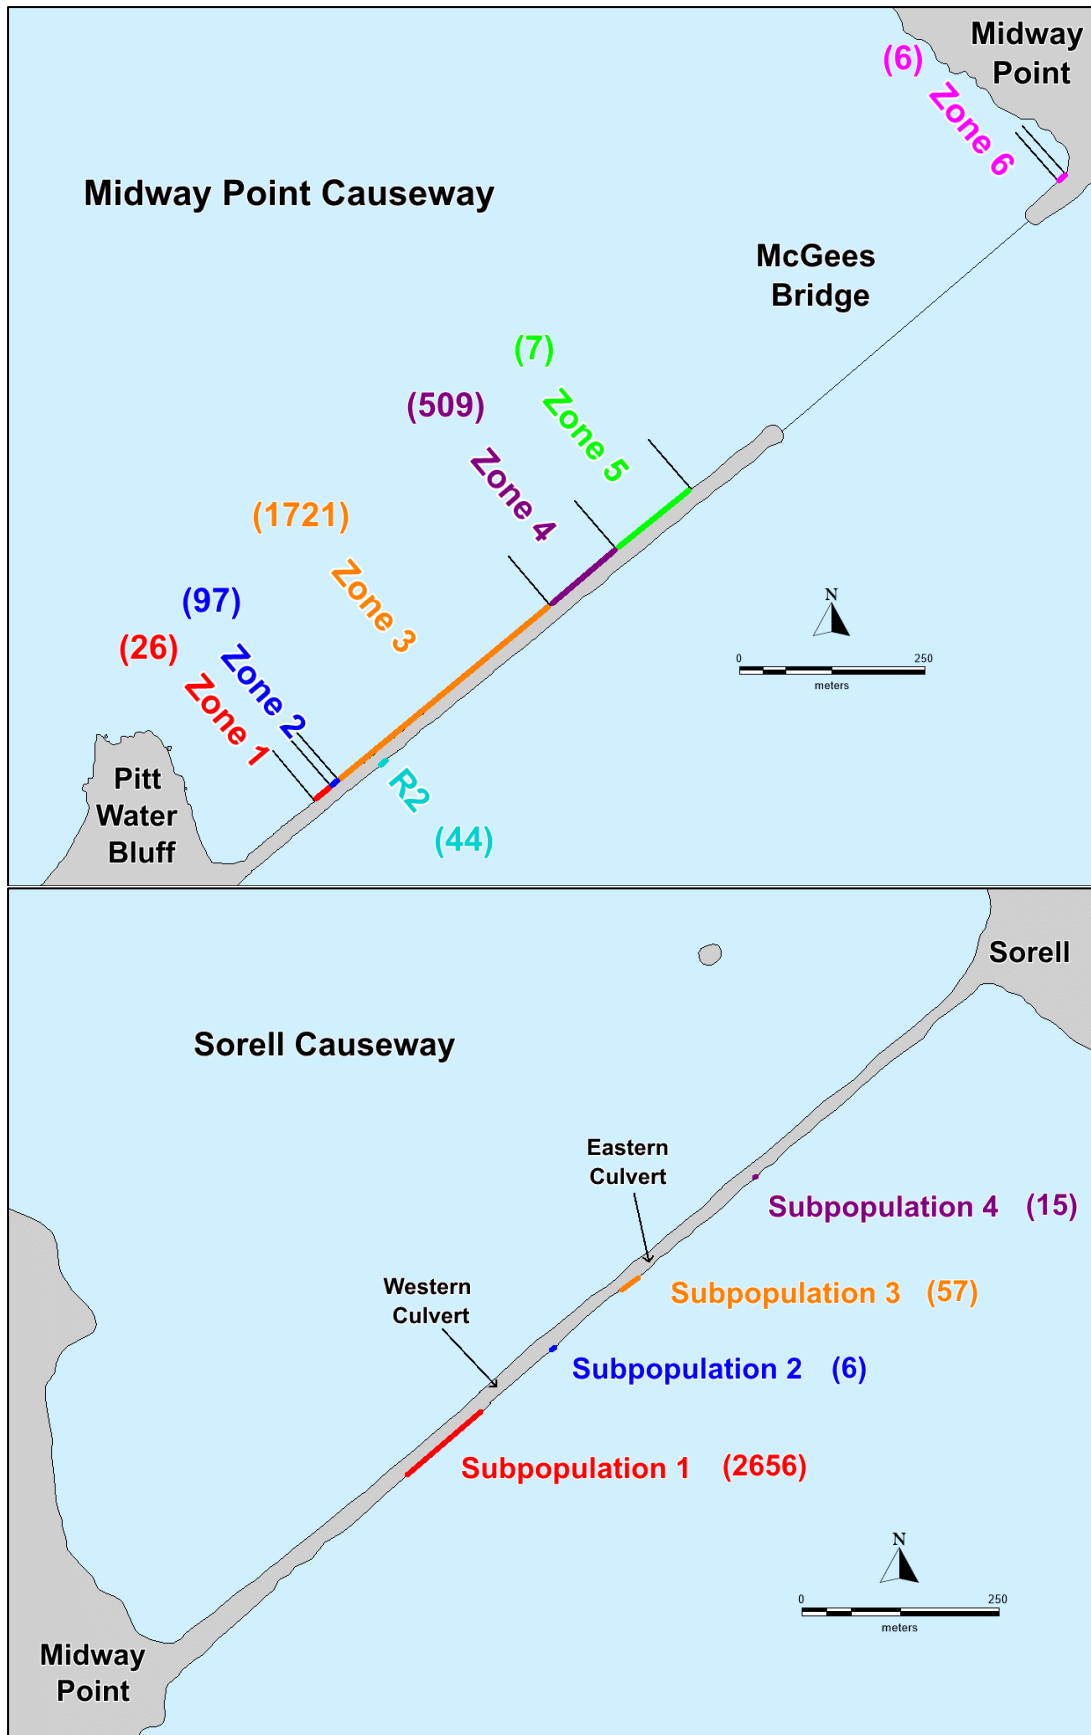 Midway
Point
(6)
Zone 6
Midway Point Causeway
McGees
Bridge
(7)
Zone 5
(509)
Zone 4
(1721)
Zone 3
(97)
Zone 2
(26)
Zone 1
N
0 250
meters
Pitt
Water
Bluff
R2
(44)
Sorell
Sorell Causeway
Eastern
Culvert
Subpopulation 4 (15)
Western
Culvert
Subpopulation 3 (57)
Subpopulation 2 (6)
Subpopulation 1 (2656)
N
0 250
meters
Midway
Point